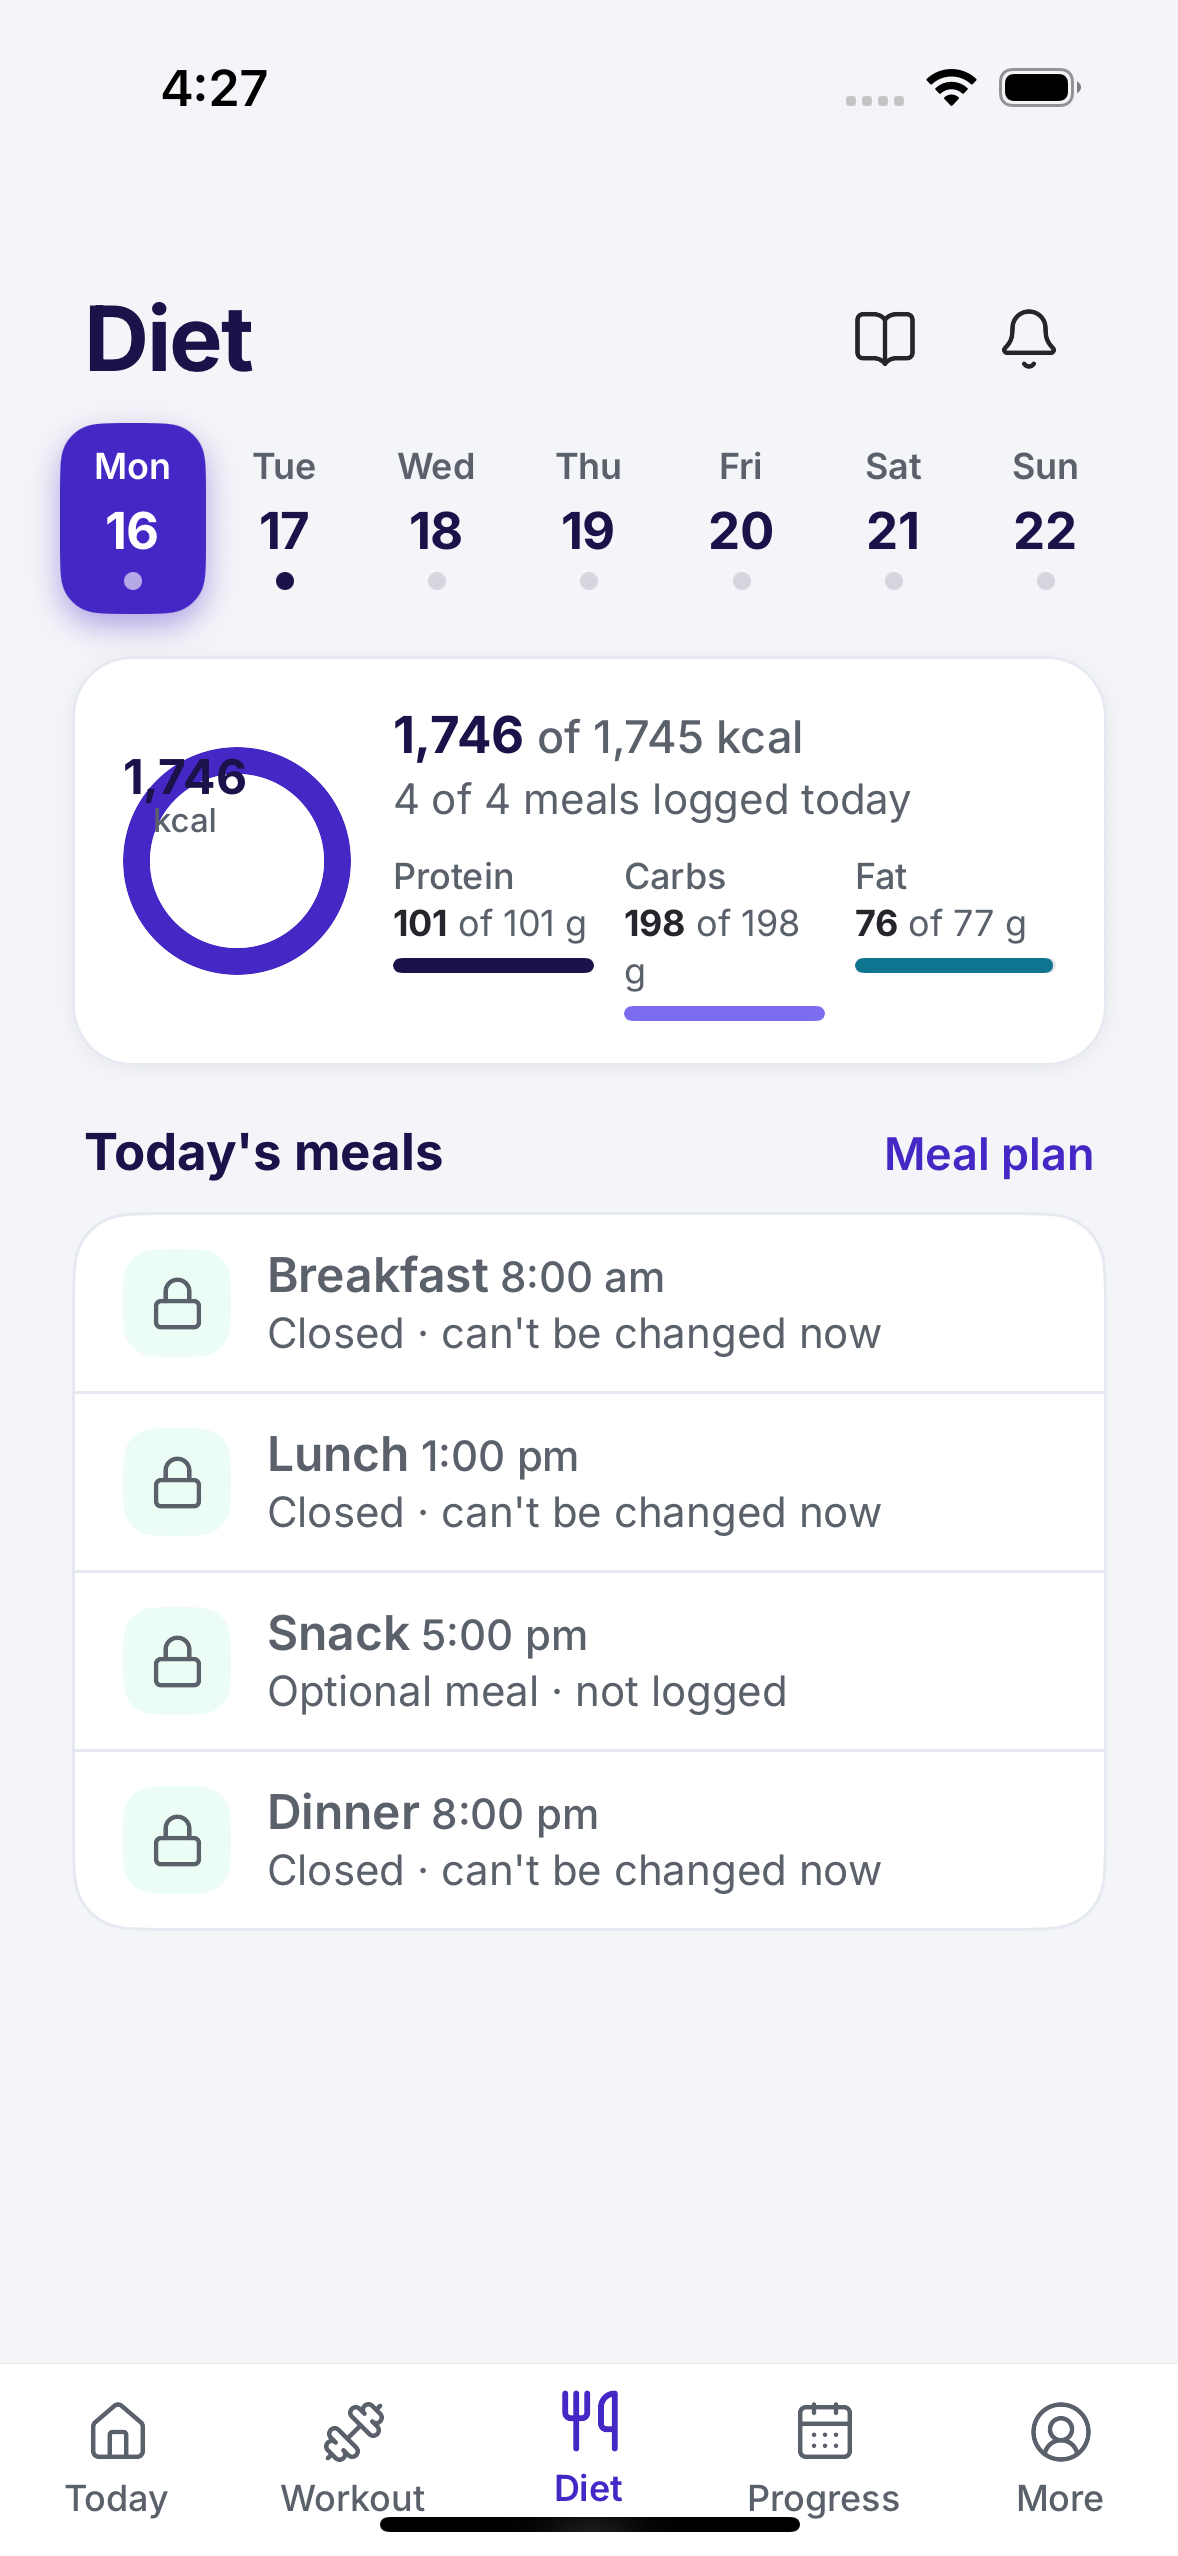 4:27
Diet
Mon Tue Wed Thu Fri Sat Sun
16 17 18 19 20 21 22
1,746
kcal
1,746 of 1,745 kcal
4 of 4 meals logged today
Protein Carbs Fat
101 of 101 g 198 of 198 76 of 77 g
g
Today's meals Meal plan
Breakfast 8:00 am
Closed · can't be changed now
Lunch 1:00 pm
Closed · can't be changed now
Snack 5:00 pm
Optional meal · not logged
Dinner 8:00 pm
Closed · can't be changed now
Today Workout Diet Progress More